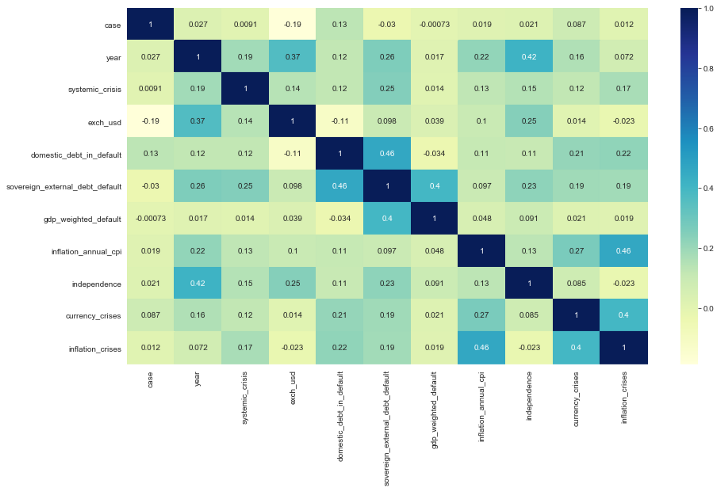 case 1 0.027 0.0091 -0.19 0.13 -0.03 -0.00073 0.019 0.021 0.087 0.012
year 0.027 1 0.19 0.37 0.12 0.26 0.017 0.22 0.42 0.16 0.072
systemic_crisis 0.0091 0.19 1 0.14 0.12 0.25 0.014 0.13 0.15 0.12 0.17
exch_usd -0.19 0.37 0.14 1 -0.11 0.098 0.039 0.1 0.25 0.014 -0.023
domestic_debt_in_default 0.13 0.12 0.12 -0.11 1 0.46 -0.034 0.11 0.11 0.21 0.22
sovereign_external_debt_default -0.03 0.26 0.25 0.098 0.46 1 0.4 0.097 0.23 0.19 0.19
gdp_weighted_default -0.00073 0.017 0.014 0.039 -0.034 0.4 1 0.048 0.091 0.021 0.019
inflation_annual_cpi 0.019 0.22 0.13 0.1 0.11 0.097 0.048 1 0.13 0.27 0.46
independence 0.021 0.42 0.15 0.25 0.11 0.23 0.091 0.13 1 0.085 -0.023
currency_crises 0.087 0.16 0.12 0.014 0.21 0.19 0.021 0.27 0.085 1 0.4
inflation_crises 0.012 0.072 0.17 -0.023 0.22 0.19 0.019 0.46 -0.023 0.4 1
case
year
systemic_crisis
exch_usd
domestic_debt_in_default
sovereign_external_debt_default
gdp_weighted_default
inflation_annual_cpi
independence
currency_crises
inflation_crises
1.0
0.8
0.6
0.4
0.2
0.0